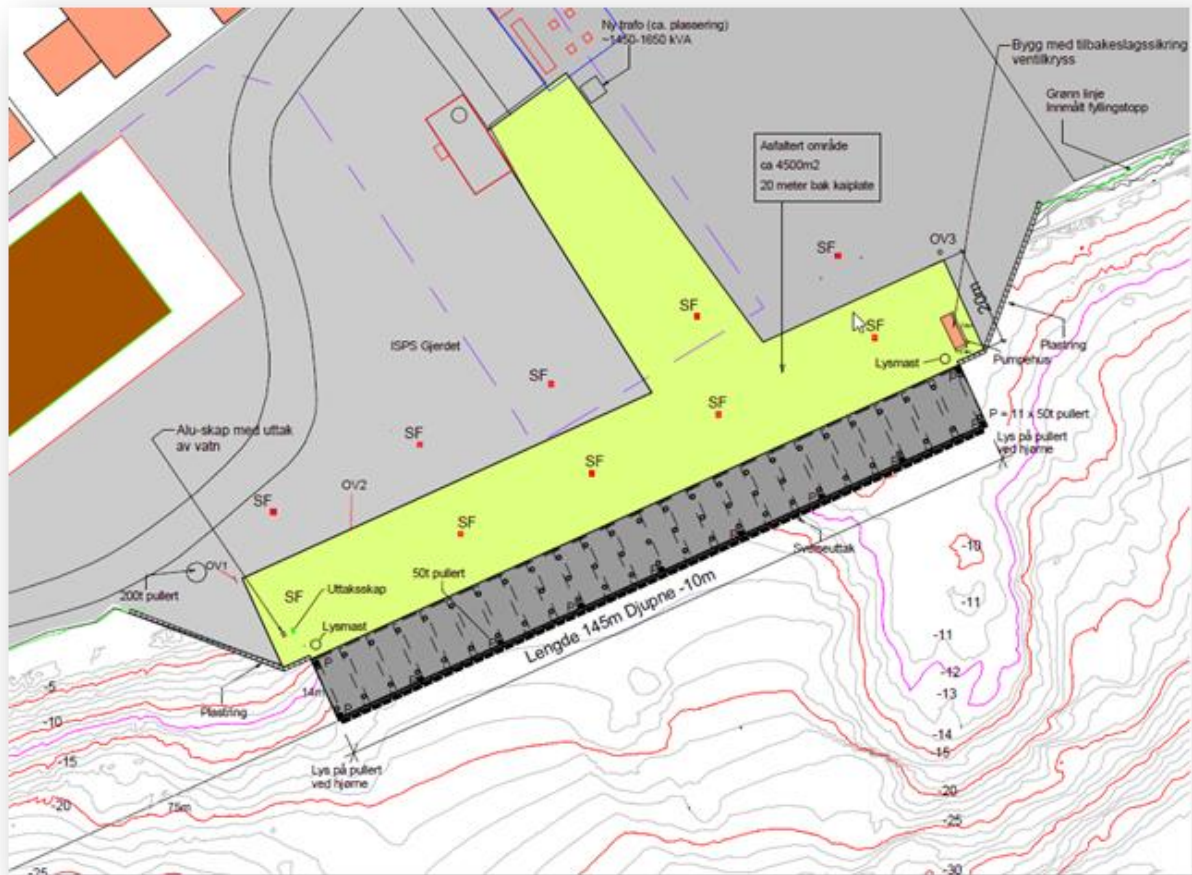 Ny trafo (ca. plassering)
~1450-1650 kVA
Bygg med tilbakeslagssikring
ventilkryss
Grønn linje
Innmålt fyllingstopp
Asfaltert område
ca 4500m2
20 meter bak kaiplate
SF
OV3
20m
SF
SF
Plastring
ISPS Gjerdet
Lysmast
Pumpehus
SF
SF
P = 11 x 50t pullert
Lys på pullert
ved hjørne
Alu-skap med uttak
av vatn
SF
SF
OV2
SF
SF
Sveiseuttak
-10
OV1
200t pullert
50t pullert
SF
Uttaksskap
-11
Lysmast
Lengde 145m Djupne -10m
-11
-12
-13
-5
14m
Plastring
-10
-14
-15
-15
Lys på pullert
ved hjørne
-20
75m
-20
-25
-25
-30